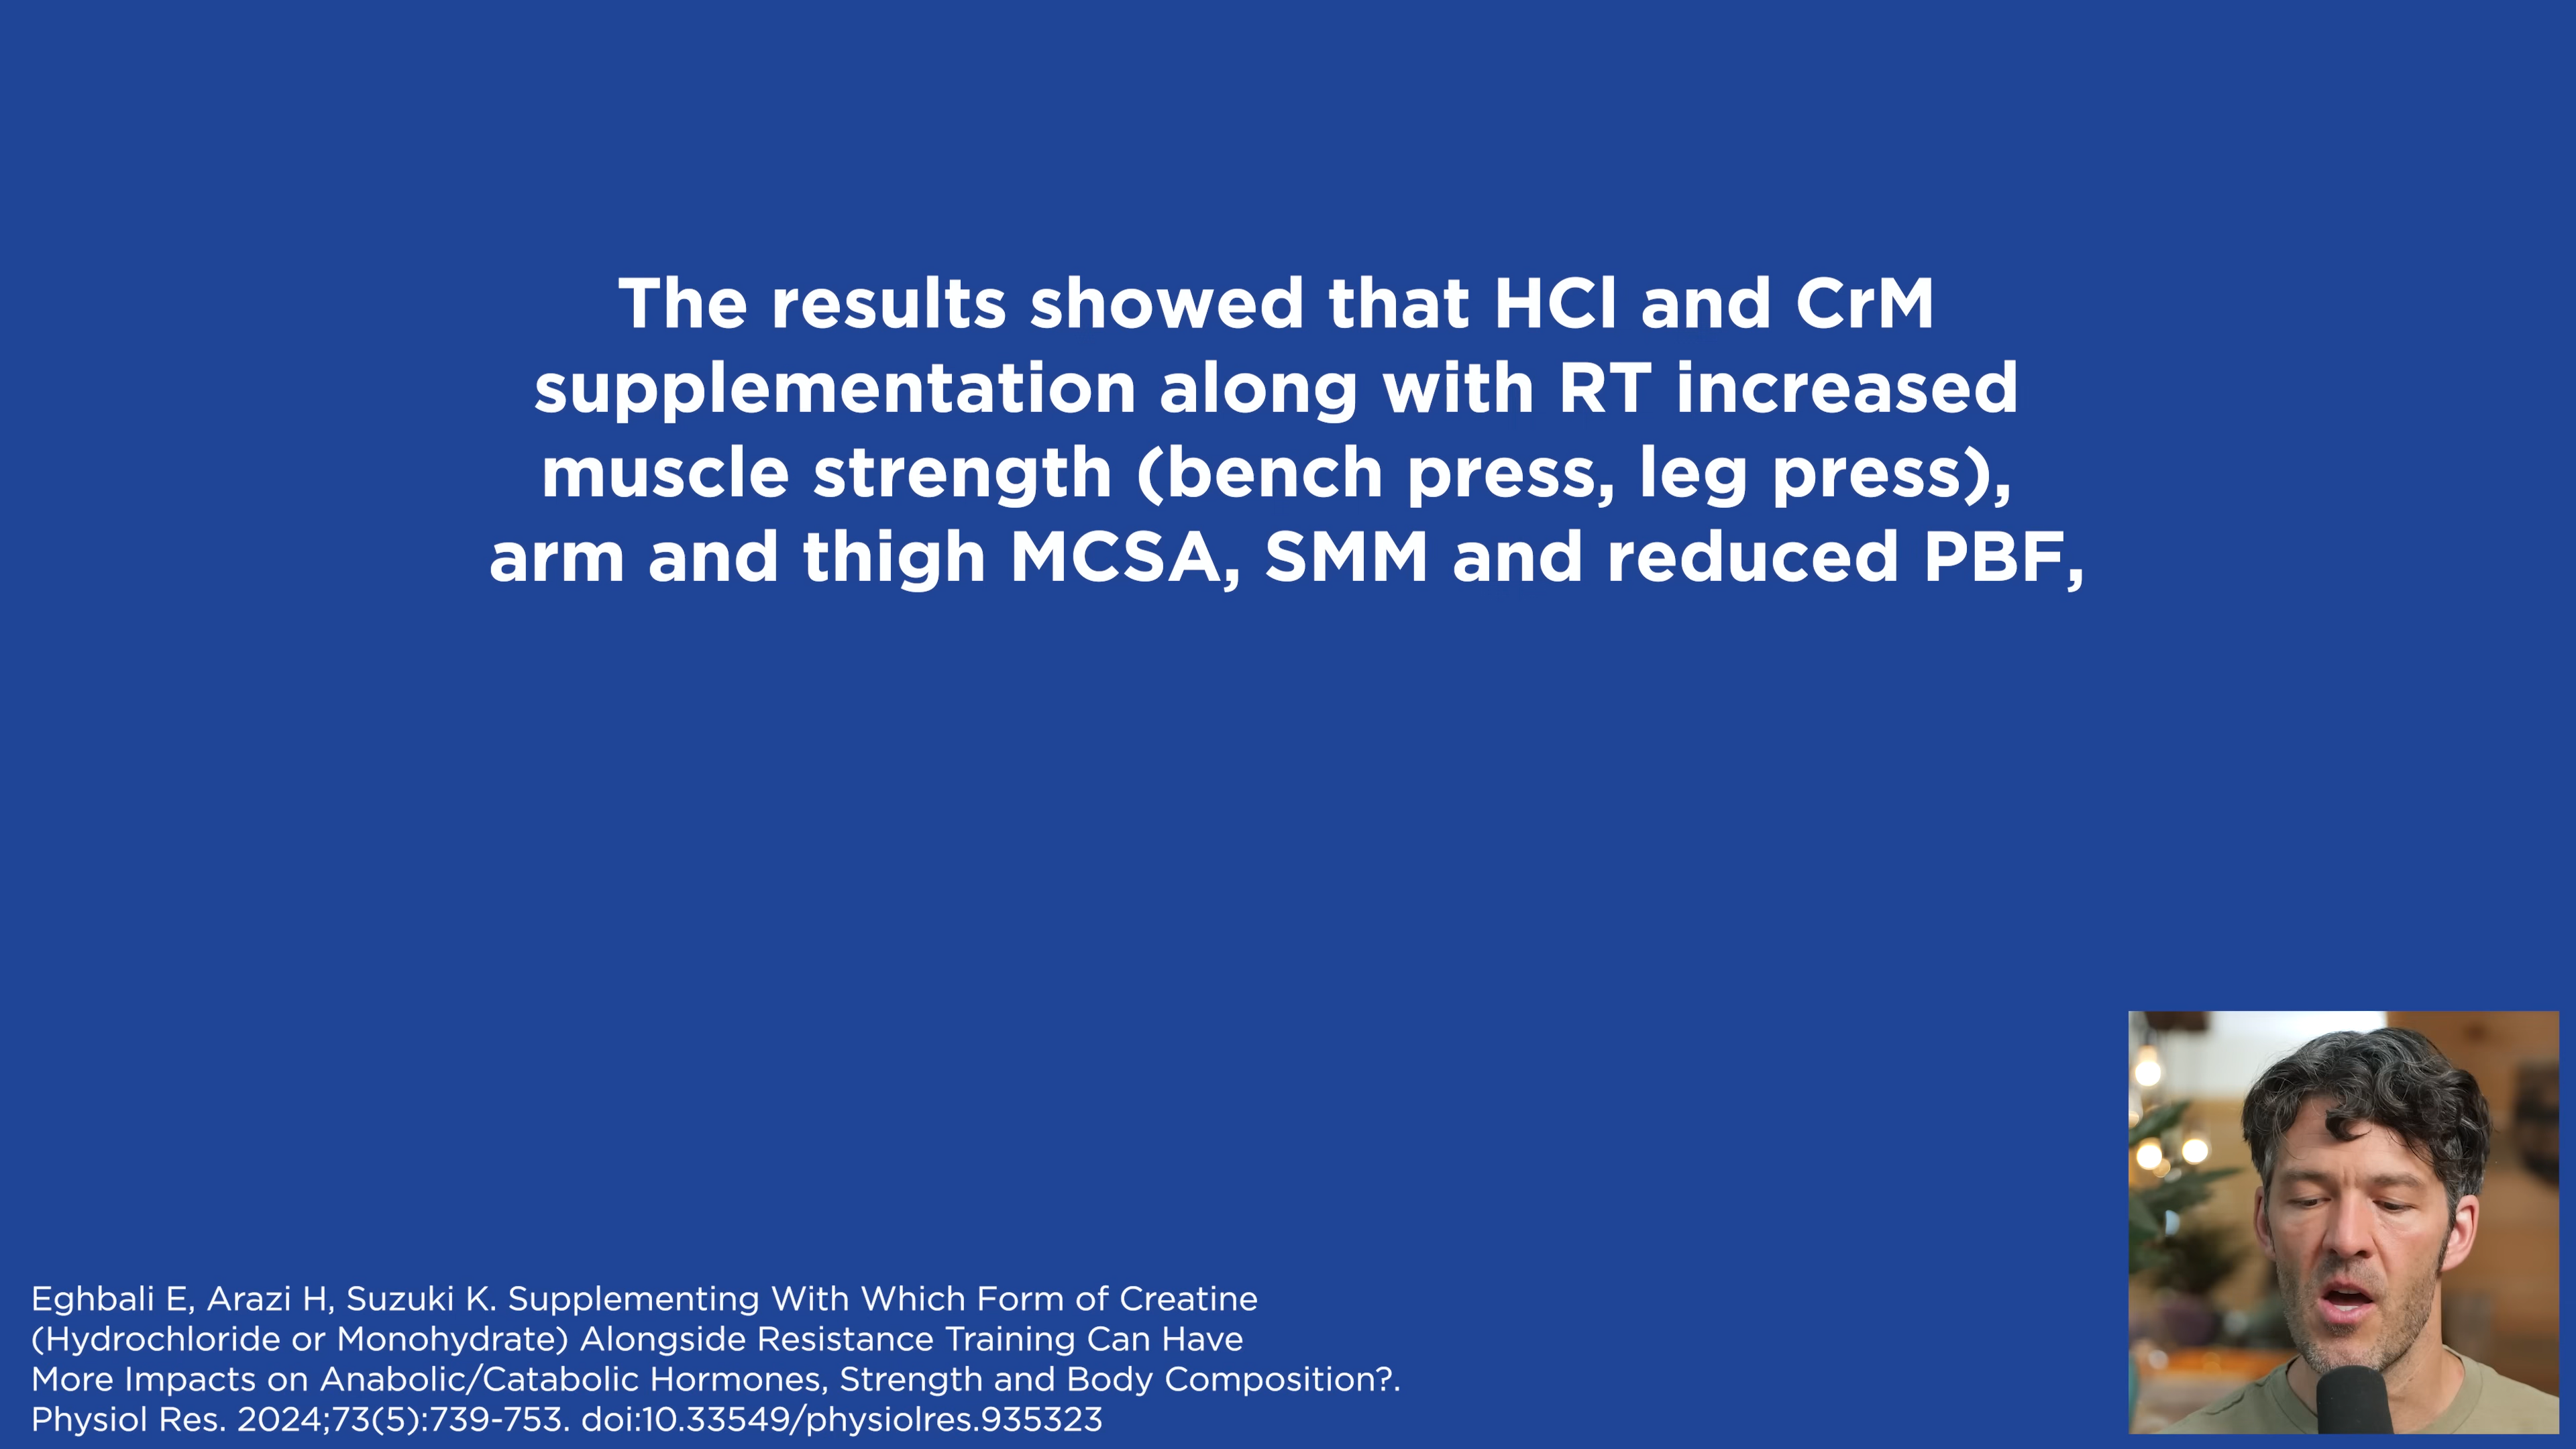 The results showed that HCl and CrM
supplementation along with RT increased
muscle strength (bench press, leg press),
arm and thigh MCSA, SMM and reduced PBF,
Eghbali E, Arazi H, Suzuki K. Supplementing With Which Form of Creatine
(Hydrochloride or Monohydrate) Alongside Resistance Training Can Have
More Impacts on Anabolic/Catabolic Hormones, Strength and Body Composition?.
Physiol Res. 2024;73(5):739-753. doi:10.33549/physiolres.935323